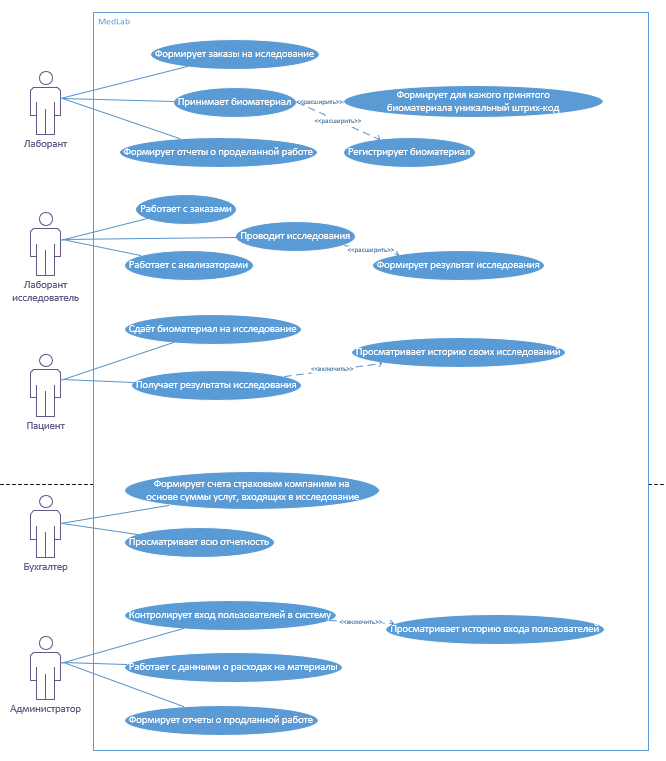 MedLab
Формирует заказы на иследование
Принимает биоматериал
<<расширить>>
Формирует для кажого принятого
биоматериала уникальный штрих-код
<<расширить>>
Лаборант
Формирует отчеты о проделанной работе
Регистрирует биоматериал
Работает с заказами
Проводит исследования
<<расширить>>
Работает с анализаторами
Формирует результат исследования
Лаборант
исследователь
Сдаёт биоматериал на исследование
Просматривает историю своих исследований
<<включить>>
Получает результаты исследования
Пациент
Формирует счета страховым компаниям на
основе суммы услуг, входящих в исследование
Просматривает всю отчетность
Бухгалтер
Контролирует вход пользователей в систему
<<включить>>
Просматривает историю входа пользователей
Работает с данными о расходах на материалы
Администратор
Формирует отчеты о продланной работе